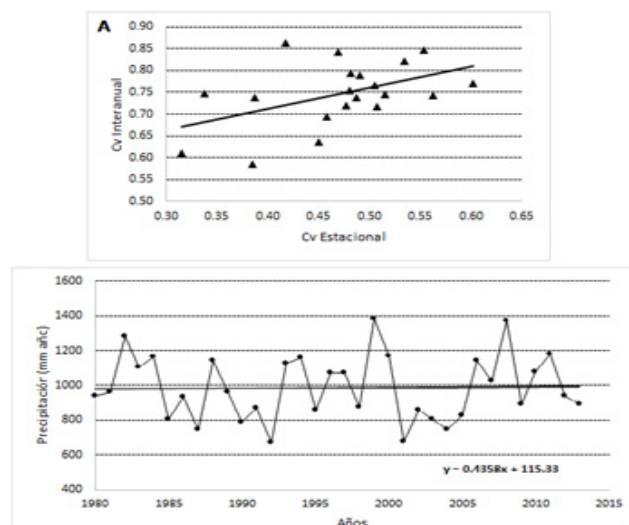 A
Cv Interanual
0.90
0.85
0.80
0.75
0.70
0.65
0.60
0.55
0.50
0.30 0.35 0.40 0.45 0.50 0.55 0.60 0.65
Cv Estacional
Precipitación (mm año)
1600
1400
1200
1000
800
600
400
y = 0.4358x + 115.33
1980 1985 1990 1995 2000 2005 2010 2015
Años